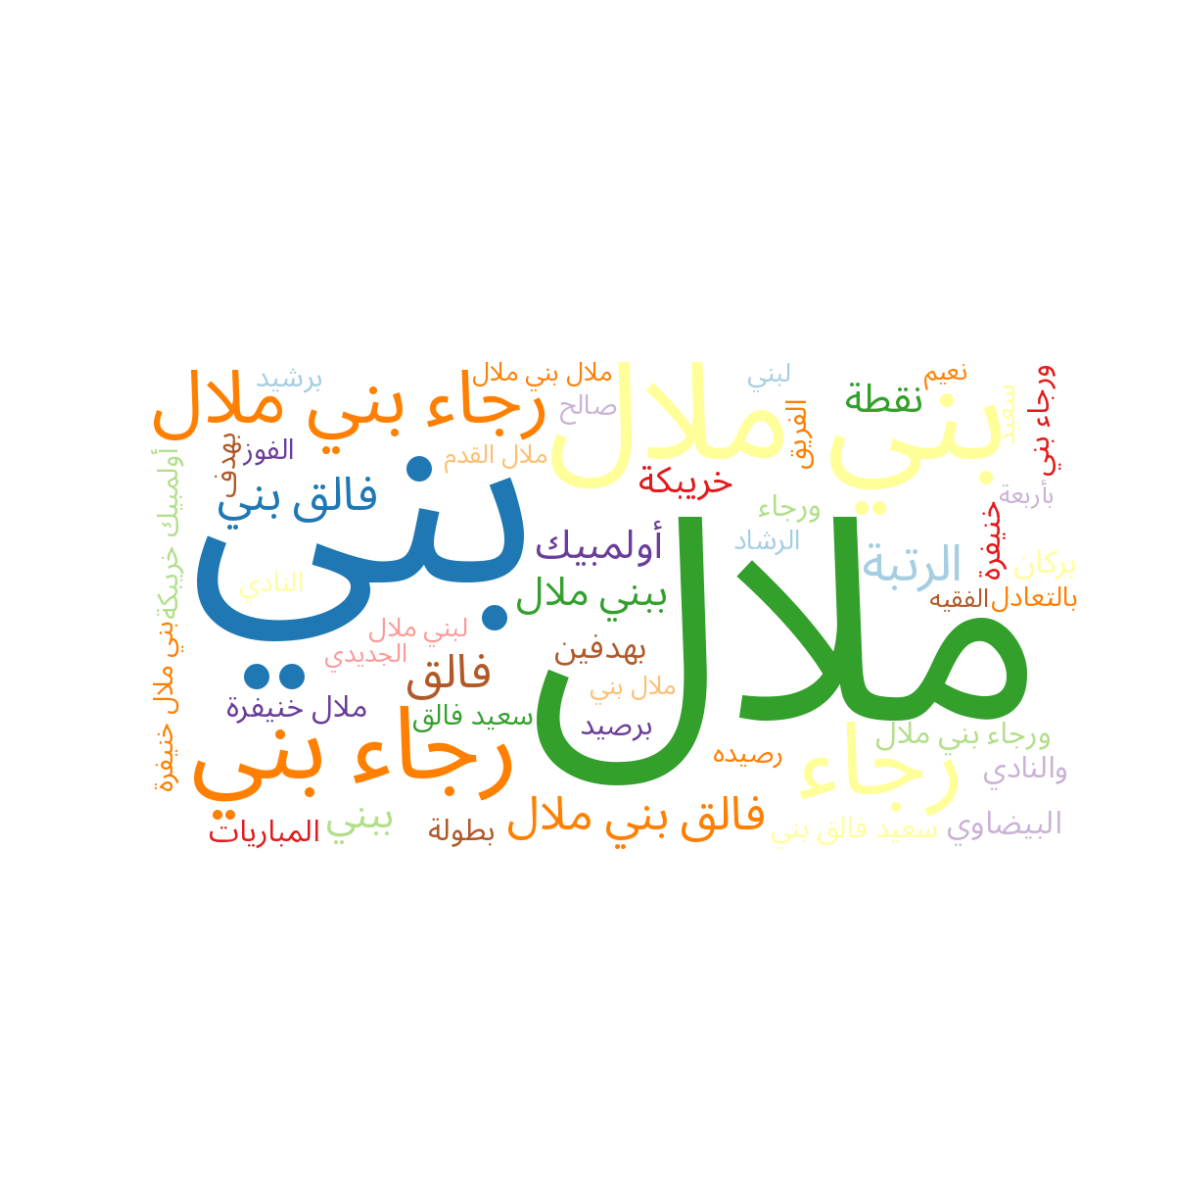 ملال بني ملال
لبني
نعيم
ورجاء بني
برشيد
رجاء بني ملال
صالح
بني ملال
نقطة
سعيد
الفريق
بهدف
الفوز
ملال القدم
أولمبيك خريبكة
فالق بني
خريبكة
بأربعة
ورجاء
خنيفرة
بني
أولمبيك
الرشاد
الرتبة
بركان
النادي
ببني ملال
ملال
الفقيه
بالتعادل
لبني ملال
الجديدي
بهدفين
بني ملال خنيفرة
فالق
ملال بني
ملال خنيفرة
سعيد فالق
برصيد
ورجاء بني ملال
رجاء بني
رصيده
رجاء
والنادي
المباريات
ببني
بطولة
فالق بني ملال
سعيد فالق بني
البيضاوي